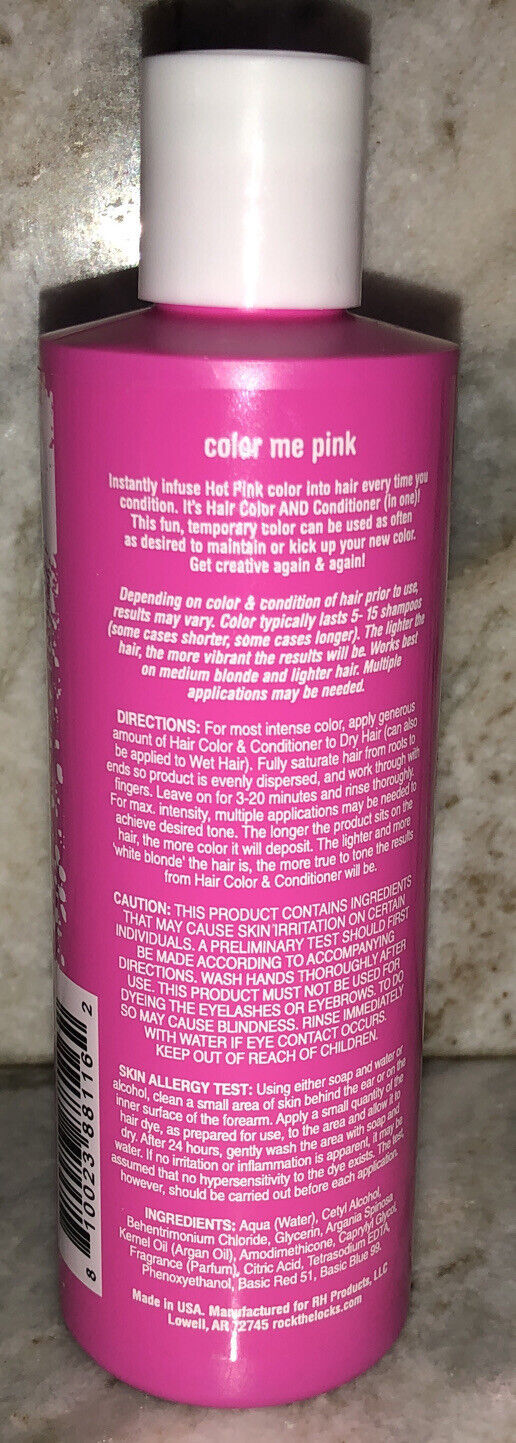 color me pink
Instantly infuse Hot Pink color into hair every time you
condition. It's Hair Color AND Conditioner (in one)!
This fun, temporary color can be used as often
as desired to maintain or kick up your new color.
Get creative again & again!
Depending on color & condition of hair prior to use,
results may vary. Color typically lasts 5-15 shampoos
(some cases shorter, some cases longer). The lighter the
hair, the more vibrant the results will be. Works best
on medium blonde and lighter hair. Multiple
applications may be needed.
DIRECTIONS: For most intense color, apply generous
amount of Hair Color & Conditioner to Dry Hair (can also
be applied to Wet Hair). Fully saturate hair from roots to
ends so product is evenly dispersed, and work through with
fingers. Leave on for 3-20 minutes and rinse thoroughly.
For max. intensity, multiple applications may be needed to
achieve desired tone. The longer the product sits on the
hair, the more color it will deposit. The lighter and more
'white blonde' the hair is, the more true to tone the results
from Hair Color & Conditioner will be.
CAUTION: THIS PRODUCT CONTAINS INGREDIENTS
THAT MAY CAUSE SKIN IRRITATION ON CERTAIN
INDIVIDUALS. A PRELIMINARY TEST SHOULD FIRST
BE MADE ACCORDING TO ACCOMPANYING
DIRECTIONS. WASH HANDS THOROUGHLY AFTER
USE. THIS PRODUCT MUST NOT BE USED FOR
DYEING THE EYELASHES OR EYEBROWS. TO DO
SO MAY CAUSE BLINDNESS. RINSE IMMEDIATELY
WITH WATER IF EYE CONTACT OCCURS.
KEEP OUT OF REACH OF CHILDREN.
SKIN ALLERGY TEST: Using either soap and water or
alcohol, clean a small area of skin behind the ear or on the
inner surface of the forearm. Apply a small quantity of the
hair dye, as prepared for use, to the area and allow it to
dry. After 24 hours, gently wash the area with soap and
water. If no irritation or inflammation is apparent, it may be
assumed that no hypersensitivity to the dye exists. The test,
however, should be carried out before each application.
INGREDIENTS: Aqua (Water), Cetyl Alcohol,
Behentrimonium Chloride, Glycerin, Argania Spinosa
Kernel Oil (Argan Oil), Amodimethicone, Caprylyl Glycol,
Fragrance (Parfum), Citric Acid, Tetrasodium EDTA,
Phenoxyethanol, Basic Red 51, Basic Blue 99.
Made in USA. Manufactured for RH Products, LLC
Lowell, AR 72745 rockthelocks.com
8 10023 88116 2